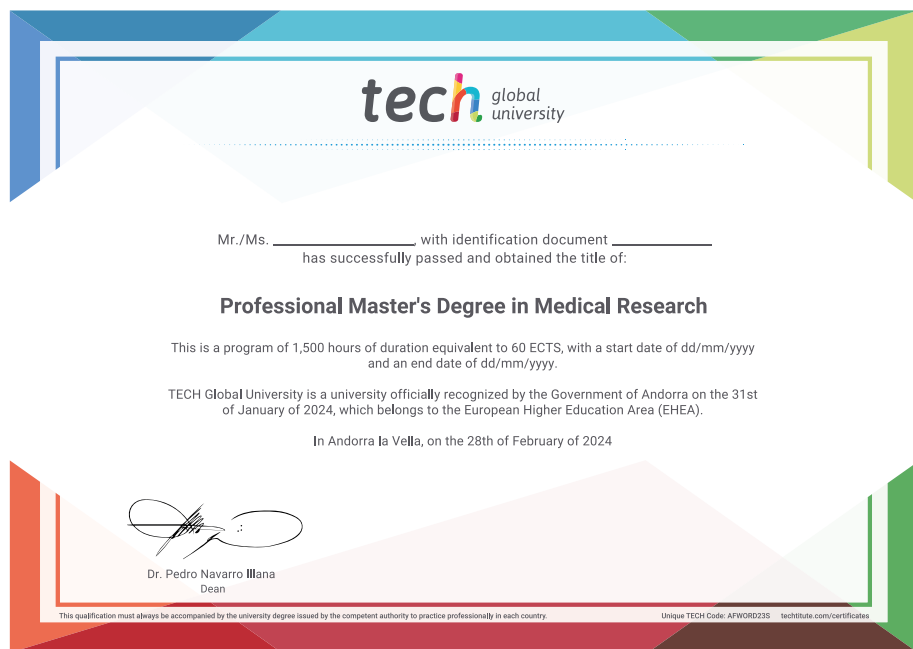 tech global
university
Mr./Ms. ____________________, with identification document ______________
has successfully passed and obtained the title of:
Professional Master's Degree in Medical Research
This is a program of 1,500 hours of duration equivalent to 60 ECTS, with a start date of dd/mm/yyyy
and an end date of dd/mm/yyyy.
TECH Global University is a university officially recognized by the Government of Andorra on the 31st
of January of 2024, which belongs to the European Higher Education Area (EHEA).
In Andorra la Vella, on the 28th of February of 2024
Dr. Pedro Navarro Illana
Dean
This qualification must always be accompanied by the university degree issued by the competent authority to practice professionally in each country.
Unique TECH Code: AFWORD23S techtitute.com/certificates